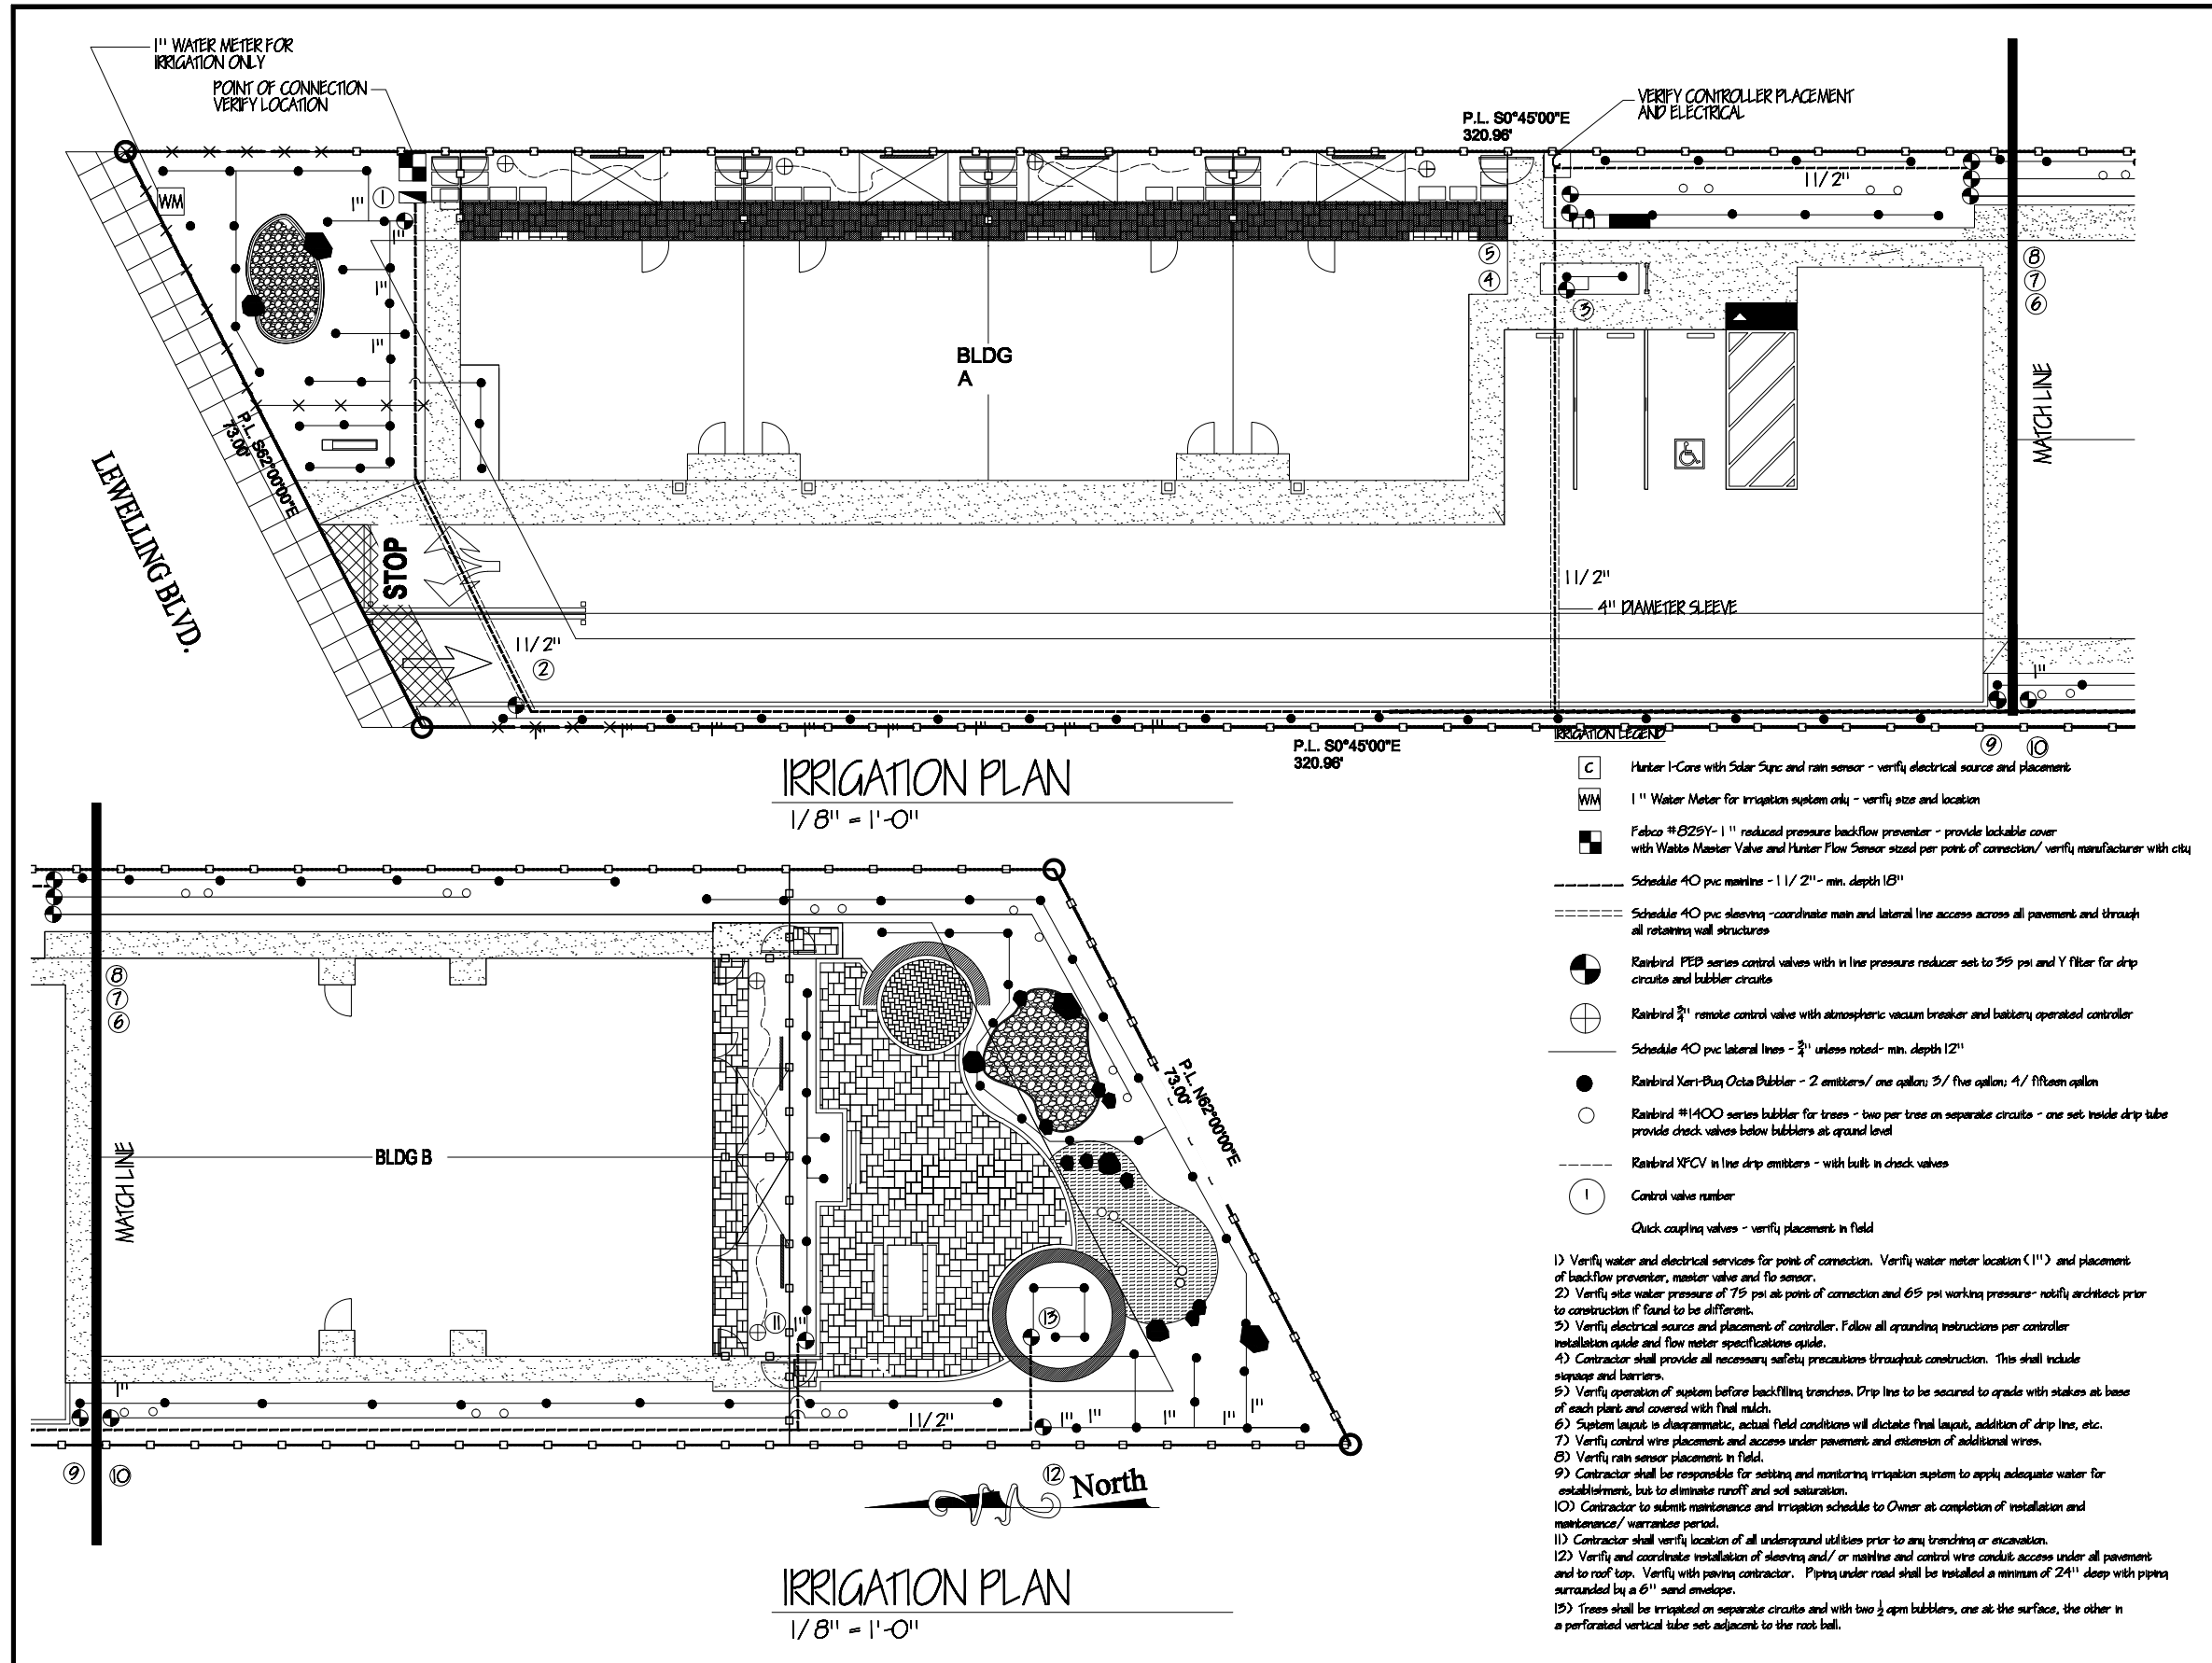 1" WATER METER FOR
IRRIGATION ONLY
POINT OF CONNECTION
VERIFY LOCATION
P.L. S0°45'00"E
320.96'
VERIFY CONTROLLER PLACEMENT
AND ELECTRICAL
1 1/2"
WM
1"
1
1"
1"
1"
5
4
3
8
7
6
BLDG
A
MATCH LINE
P.L. S62°00'00"E
73.00'
LEWELLING BLVD.
STOP
1 1/2"
2
1 1/2"
4" DIAMETER SLEEVE
1"
1"
1"
1"
1"
1"
1"
1"
1"
P.L. S0°45'00"E
320.96'
9
10
IRRIGATION PLAN
1/8" = 1'-0"
8
7
6
MATCH LINE
BLDG B
P.L. N62°00'00"E
73.00'
11
1"
13
1"
1 1/2"
1"
1"
1"
1"
1"
9
10
12
North
IRRIGATION PLAN
1/8" = 1'-0"
IRRIGATION LEGEND
C
Hunter I-Core with Solar Sync and rain sensor - verify electrical source and placement
WM
1 " Water Meter for irrigation system only - verify size and location
Febco #825Y- 1 " reduced pressure backflow preventer - provide lockable cover
with Watts Master Valve and Hunter Flow Sensor sized per point of connection/ verify manufacturer with city
Schedule 40 pvc mainline - 1 1/2"- min. depth 18"
Schedule 40 pvc sleeving -coordinate main and lateral line access across all pavement and through
all retaining wall structures
Rainbird PEB series control valves with in line pressure reducer set to 35 psi and Y filter for drip
circuits and bubbler circuits
Rainbird 3/4" remote control valve with atmospheric vacuum breaker and battery operated controller
Schedule 40 pvc lateral lines - 3/4" unless noted- min. depth 12"
Rainbird Xeri-Bug Octa Bubbler - 2 emitters/ one gallon; 3/ five gallon; 4/ fifteen gallon
Rainbird #1400 series bubbler for trees - two per tree on separate circuits - one set inside drip tube
provide check valves below bubblers at ground level
Rainbird XFCV in line drip emitters - with built in check valves
1
Control valve number
Quick coupling valves - verify placement in field
1) Verify water and electrical services for point of connection. Verify water meter location (1") and placement
of backflow preventer, master valve and flo sensor.
2) Verify site water pressure of 75 psi at point of connection and 65 psi working pressure- notify architect prior
to construction if found to be different.
3) Verify electrical source and placement of controller. Follow all grounding instructions per controller
installation guide and flow meter specifications guide.
4) Contractor shall provide all necessary safety precautions throughout construction. This shall include
signage and barriers.
5) Verify operation of system before backfilling trenches. Drip line to be secured to grade with stakes at base
of each plant and covered with final mulch.
6) System layout is diagrammatic, actual field conditions will dictate final layout, addition of drip line, etc.
7) Verify control wire placement and access under pavement and extension of additional wires.
8) Verify rain sensor placement in field.
9) Contractor shall be responsible for setting and monitoring irrigation system to apply adequate water for
establishment, but to eliminate runoff and soil saturation.
10) Contractor to submit maintenance and irrigation schedule to Owner at completion of installation and
maintenance/ warrantee period.
11) Contractor shall verify location of all underground utilities prior to any trenching or excavation.
12) Verify and coordinate installation of sleeving and/ or mainline and control wire conduit access under all pavement
and to roof top. Verify with paving contractor. Piping under road shall be installed a minimum of 24" deep with piping
surrounded by a 6" sand envelope.
13) Trees shall be irrigated on separate circuits and with two 1/2 gpm bubblers, one at the surface, the other in
a perforated vertical tube set adjacent to the root ball.